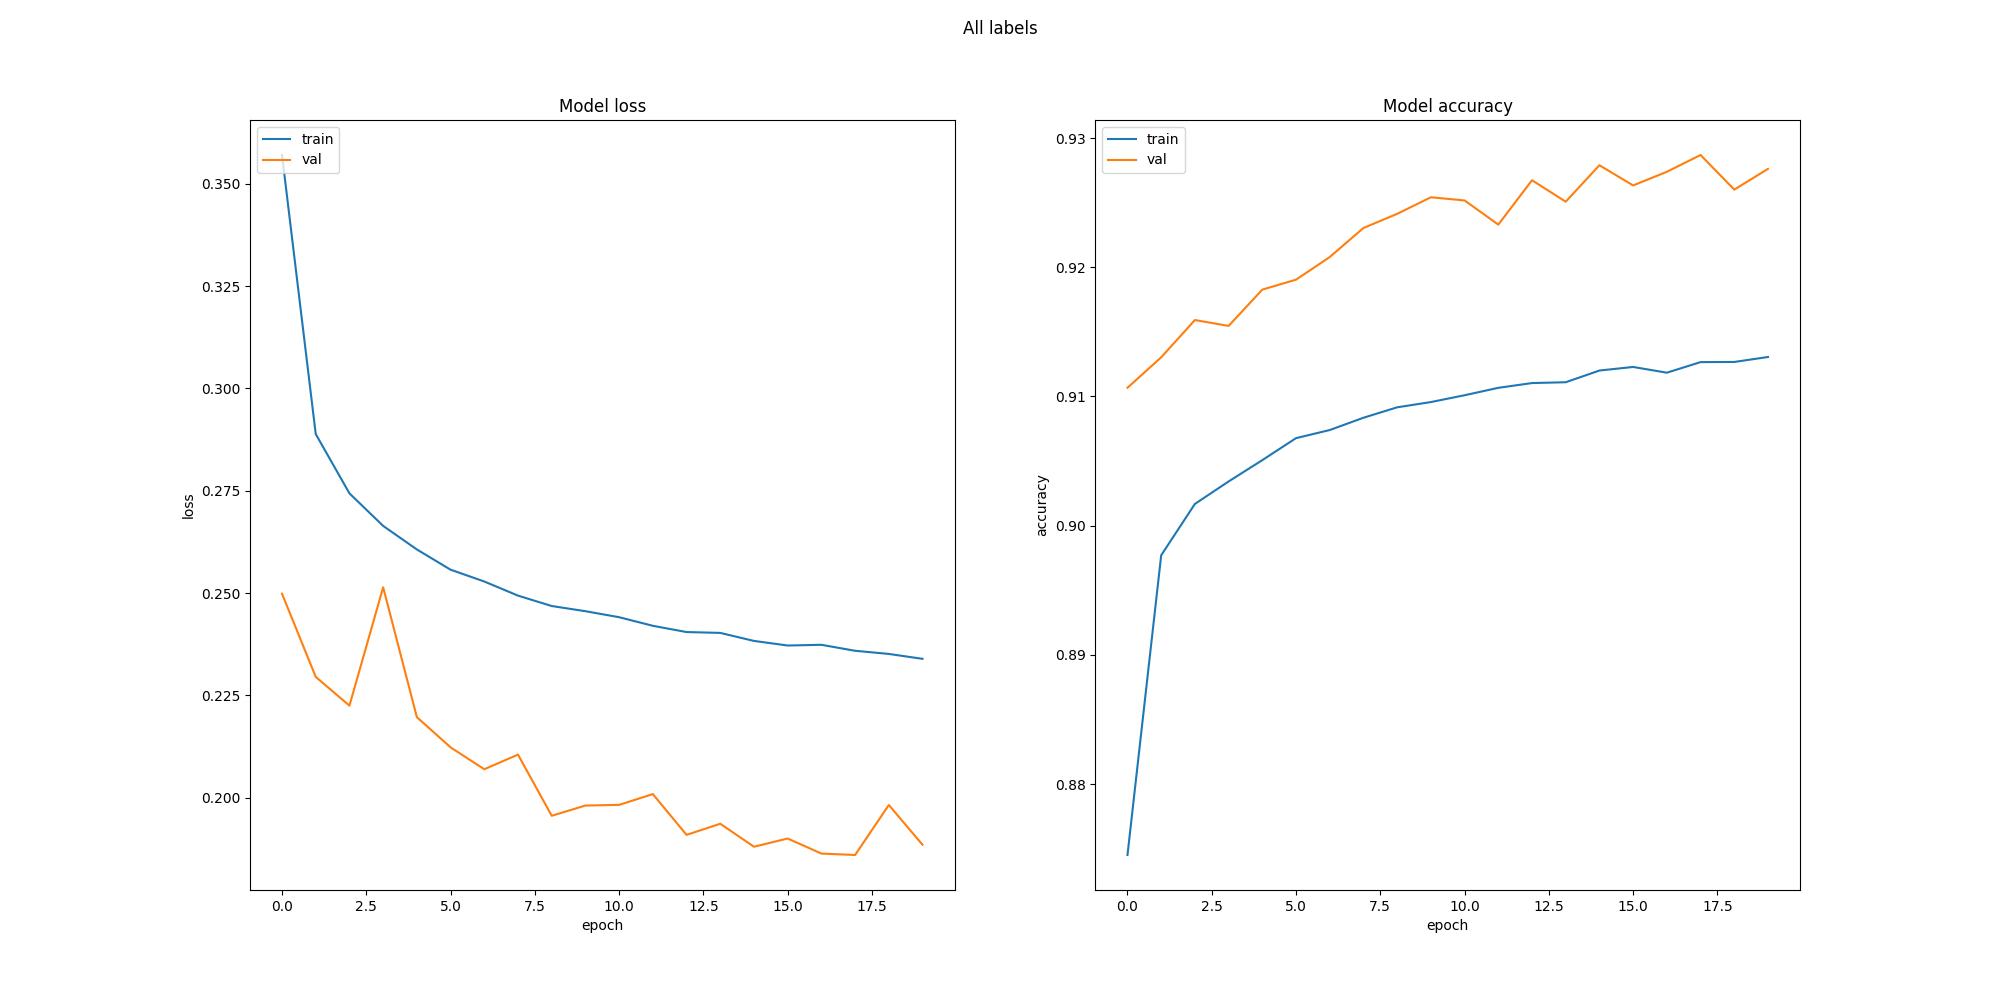 All labels
Model loss
train
val
0.350
0.325
0.300
0.275
0.250
0.225
0.200
loss
0.0 2.5 5.0 7.5 10.0 12.5 15.0 17.5
epoch
Model accuracy
train
val
0.93
0.92
0.91
0.90
0.89
0.88
accuracy
0.0 2.5 5.0 7.5 10.0 12.5 15.0 17.5
epoch